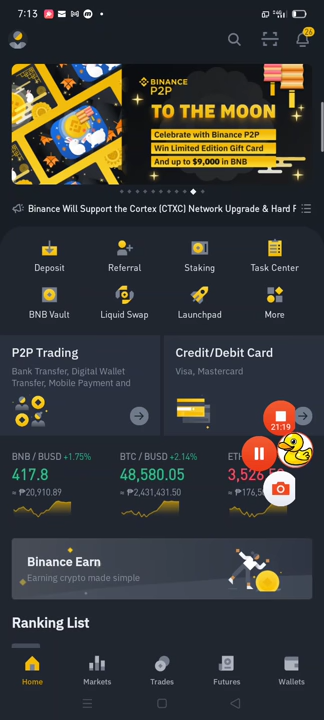 7:13
26
BINANCE
P2P
TO THE MOON
Celebrate with Binance P2P
Win Limited Edition Gift Card
And up to $9,000 in BNB
Binance Will Support the Cortex (CTXC) Network Upgrade & Hard F
Deposit
Referral
Staking
Task Center
BNB Vault
Liquid Swap
Launchpad
More
P2P Trading
Bank Transfer, Digital Wallet
Transfer, Mobile Payment and
Credit/Debit Card
Visa, Mastercard
21:19
BNB / BUSD +1.75%
417.8
≈ ₱20,910.89
BTC / BUSD +2.14%
48,580.05
≈ ₱2,431,431.50
ETH
3,526
≈ ₱176,5
Binance Earn
Earning crypto made simple
Ranking List
Home
Markets
Trades
Futures
Wallets